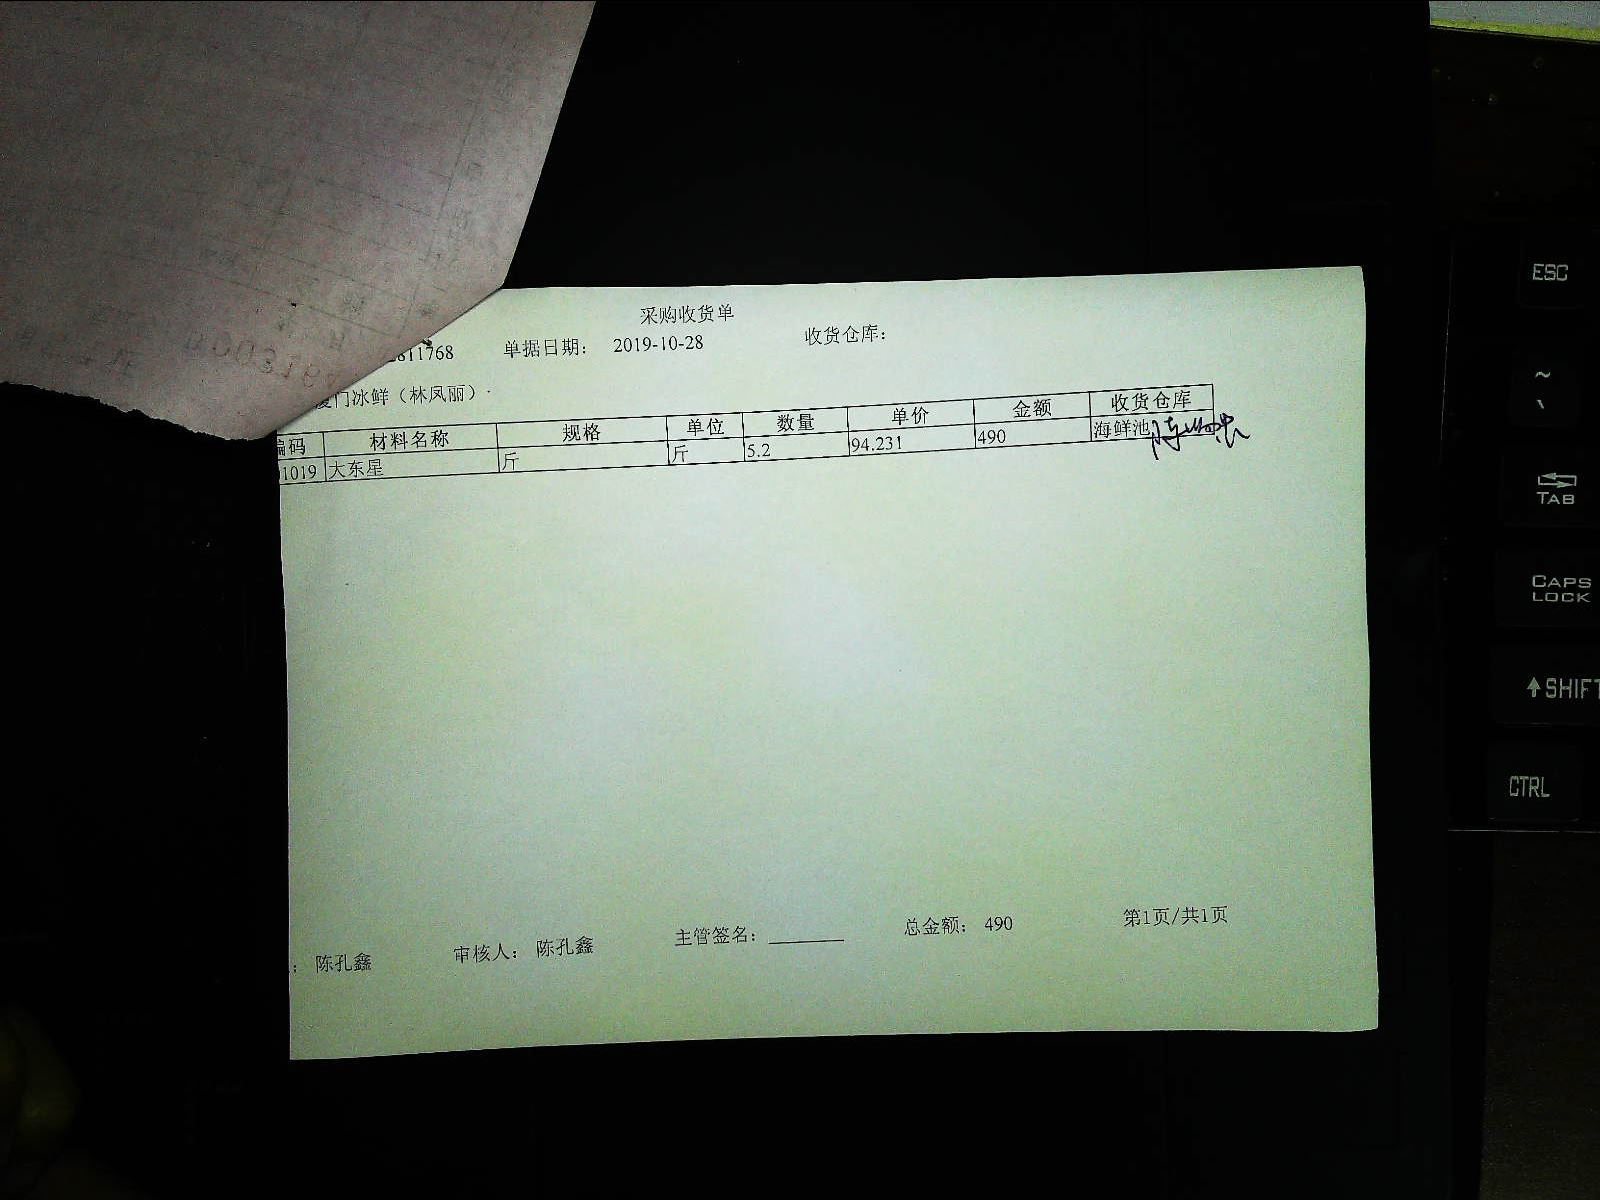 采购收货单
2811768 单据日期： 2019-10-28 收货仓库：
厦门冰鲜（林凤丽）
编码 材料名称 规格 单位 数量 单价 金额 收货仓库
1019 大东星 斤 斤 5.2 94.231 490 海鲜池
： 陈孔鑫 审核人： 陈孔鑫 主管签名： 总金额： 490 第1页/共1页
ESC
~
TAB
CAPS LOCK
SHIFT
CTRL